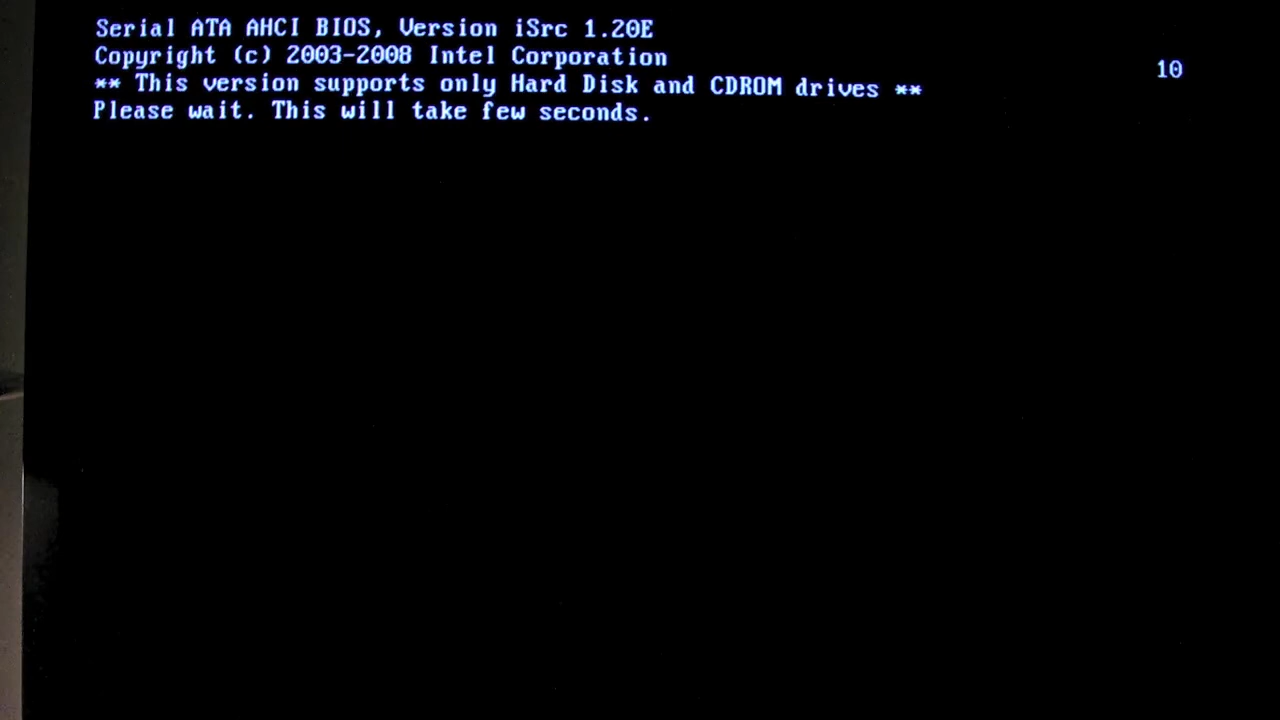 Serial ATA AHCI BIOS, Version iSrc 1.20E
Copyright (c) 2003-2008 Intel Corporation
10
** This version supports only Hard Disk and CDROM drives **
Please wait. This will take few seconds.